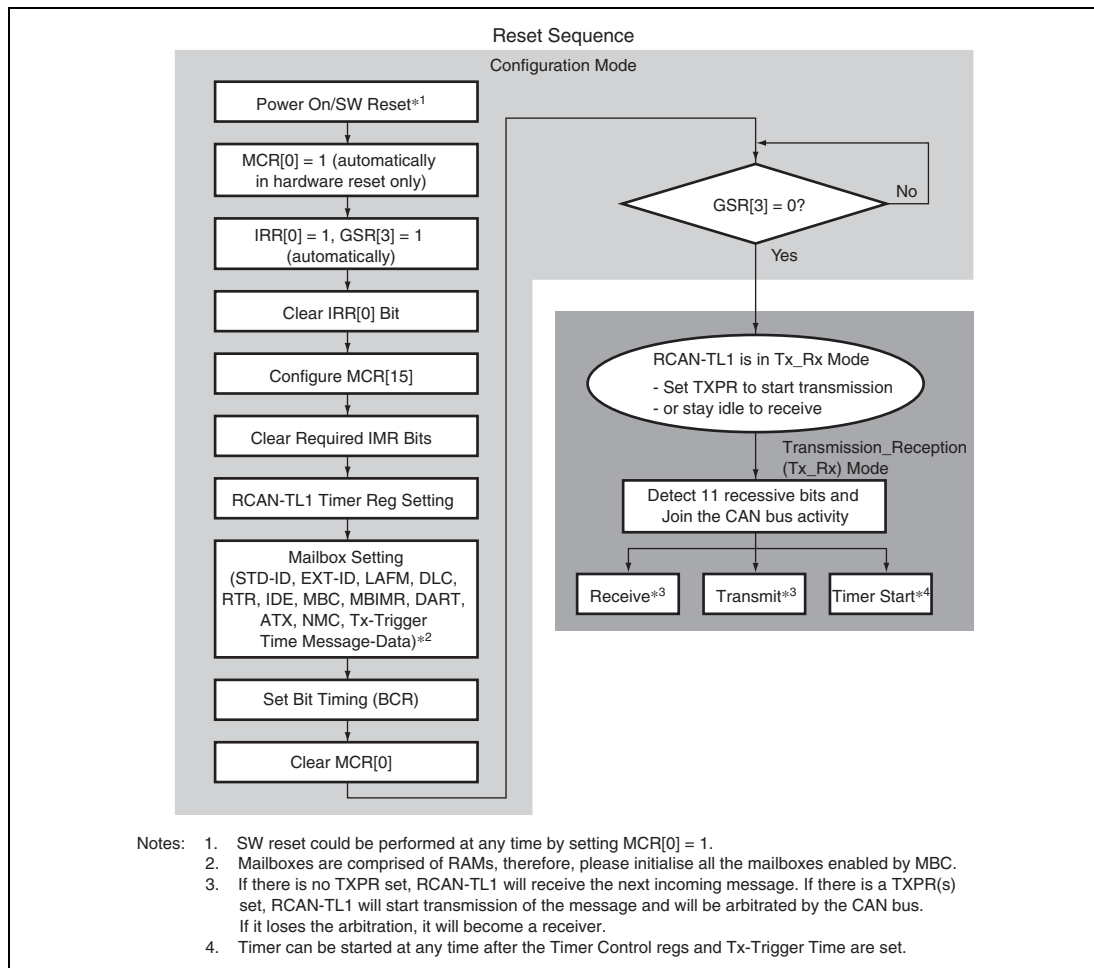 Reset Sequence
Configuration Mode
Power On/SW Reset*1
MCR[0] = 1 (automatically
in hardware reset only)
IRR[0] = 1, GSR[3] = 1
(automatically)
Clear IRR[0] Bit
Configure MCR[15]
Clear Required IMR Bits
RCAN-TL1 Timer Reg Setting
Mailbox Setting
(STD-ID, EXT-ID, LAFM, DLC,
RTR, IDE, MBC, MBIMR, DART,
ATX, NMC, Tx-Trigger
Time Message-Data)*2
Set Bit Timing (BCR)
Clear MCR[0]
GSR[3] = 0?
No
Yes
RCAN-TL1 is in Tx_Rx Mode
- Set TXPR to start transmission
- or stay idle to receive
Transmission_Reception
(Tx_Rx) Mode
Detect 11 recessive bits and
Join the CAN bus activity
Receive*3
Transmit*3
Timer Start*4
Notes: 1. SW reset could be performed at any time by setting MCR[0] = 1.
2. Mailboxes are comprised of RAMs, therefore, please initialise all the mailboxes enabled by MBC.
3. If there is no TXPR set, RCAN-TL1 will receive the next incoming message. If there is a TXPR(s)
set, RCAN-TL1 will start transmission of the message and will be arbitrated by the CAN bus.
If it loses the arbitration, it will become a receiver.
4. Timer can be started at any time after the Timer Control regs and Tx-Trigger Time are set.